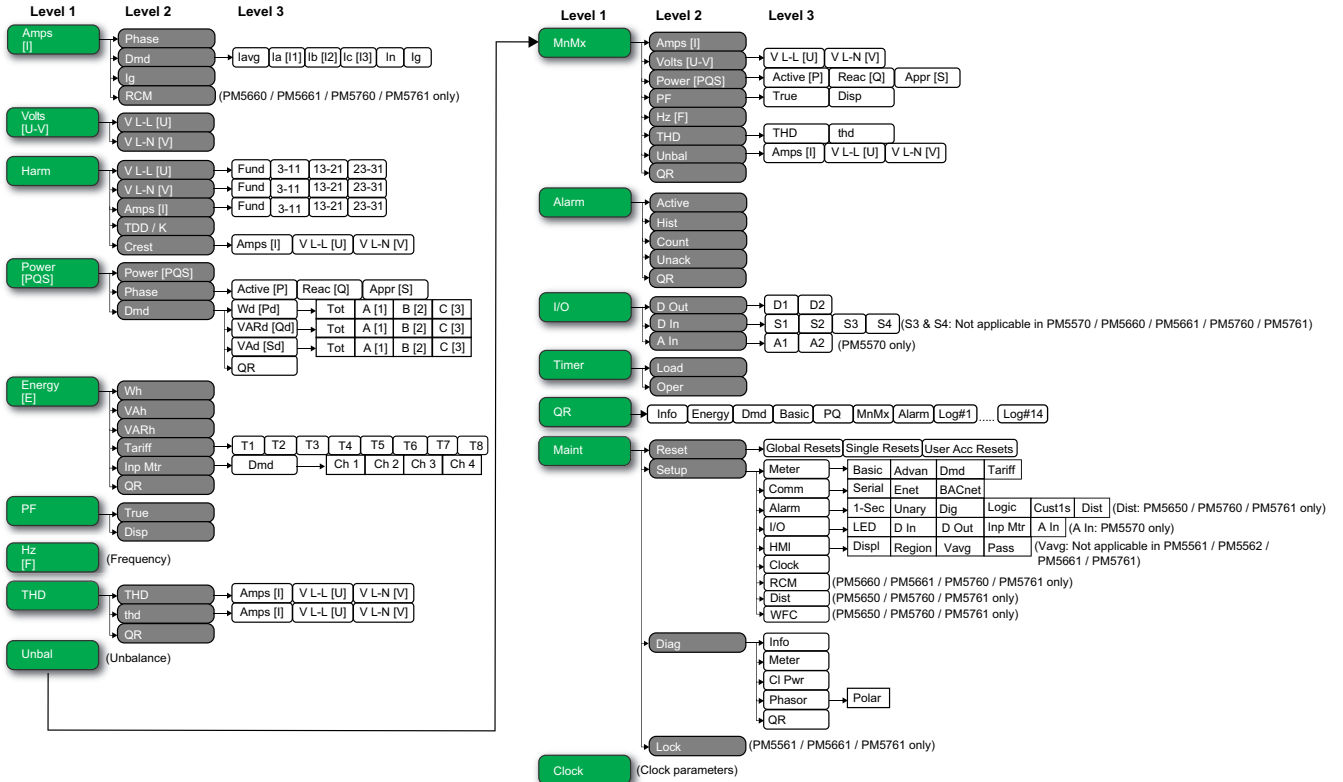 Level 1 Level 2 Level 3
Amps
[I]
Phase
Dmd Iavg Ia [I1] Ib [I2] Ic [I3] In Ig
Ig
RCM (PM5660 / PM5661 / PM5760 / PM5761 only)
Volts
[U-V]
V L-L [U]
V L-N [V]
Harm
V L-L [U] Fund 3-11 13-21 23-31
V L-N [V] Fund 3-11 13-21 23-31
Amps [I] Fund 3-11 13-21 23-31
TDD / K
Crest Amps [I] V L-L [U] V L-N [V]
Power
[PQS]
Power [PQS]
Phase Active [P] Reac [Q] Appr [S]
Dmd Wd [Pd] Tot A [1] B [2] C [3]
VARd [Qd] Tot A [1] B [2] C [3]
VAd [Sd] Tot A [1] B [2] C [3]
QR
Energy
[E]
Wh
VAh
VARh
Tariff T1 T2 T3 T4 T5 T6 T7 T8
Inp Mtr Dmd Ch 1 Ch 2 Ch 3 Ch 4
QR
PF
True
Disp
Hz
[F]
(Frequency)
THD THD Amps [I] V L-L [U] V L-N [V]
thd Amps [I] V L-L [U] V L-N [V]
QR
Unbal (Unbalance)
Level 1 Level 2 Level 3
MnMx Amps [I]
Volts [U-V] V L-L [U] V L-N [V]
Power [PQS] Active [P] Reac [Q] Appr [S]
PF True Disp
Hz [F]
THD THD thd
Unbal Amps [I] V L-L [U] V L-N [V]
QR
Alarm Active
Hist
Count
Unack
QR
I/O D Out D1 D2
D In S1 S2 S3 S4 (S3 & S4: Not applicable in PM5570 / PM5660 / PM5661 / PM5760 / PM5761)
A In A1 A2 (PM5570 only)
Timer Load
Oper
QR Info Energy Dmd Basic PQ MnMx Alarm Log#1 ..... Log#14
Maint Reset Global Resets Single Resets User Acc Resets
Setup Meter Basic Advan Dmd Tariff
Comm Serial Enet BACnet
Alarm 1-Sec Unary Dig Logic Cust1s Dist (Dist: PM5650 / PM5760 / PM5761 only)
I/O LED D In D Out Inp Mtr A In (A In: PM5570 only)
HMI Displ Region Vavg Pass (Vavg: Not applicable in PM5561 / PM5562 /
PM5661 / PM5761)
Clock
RCM (PM5660 / PM5661 / PM5760 / PM5761 only)
Dist (PM5650 / PM5760 / PM5761 only)
WFC (PM5650 / PM5760 / PM5761 only)
Diag Info
Meter
Cl Pwr
Phasor Polar
QR
Lock (PM5561 / PM5661 / PM5761 only)
Clock (Clock parameters)